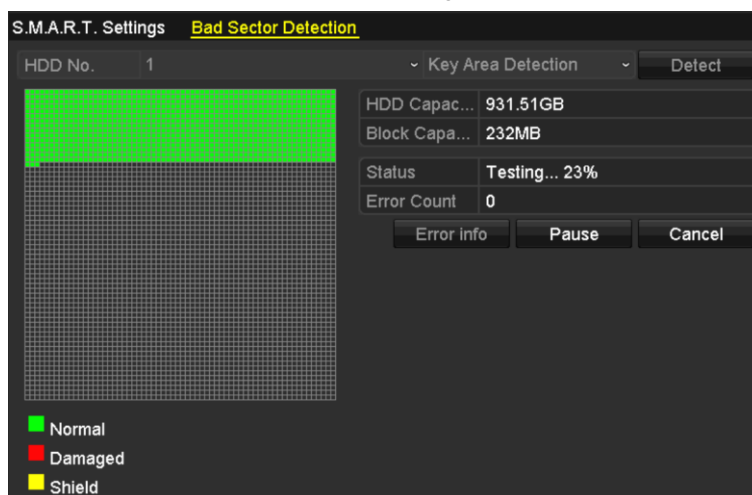 S.M.A.R.T. Settings Bad Sector Detection
HDD No. 1 Key Area Detection Detect
HDD Capac... 931.51GB
Block Capa... 232MB
Status Testing... 23%
Error Count 0
Error info Pause Cancel
Normal
Damaged
Shield